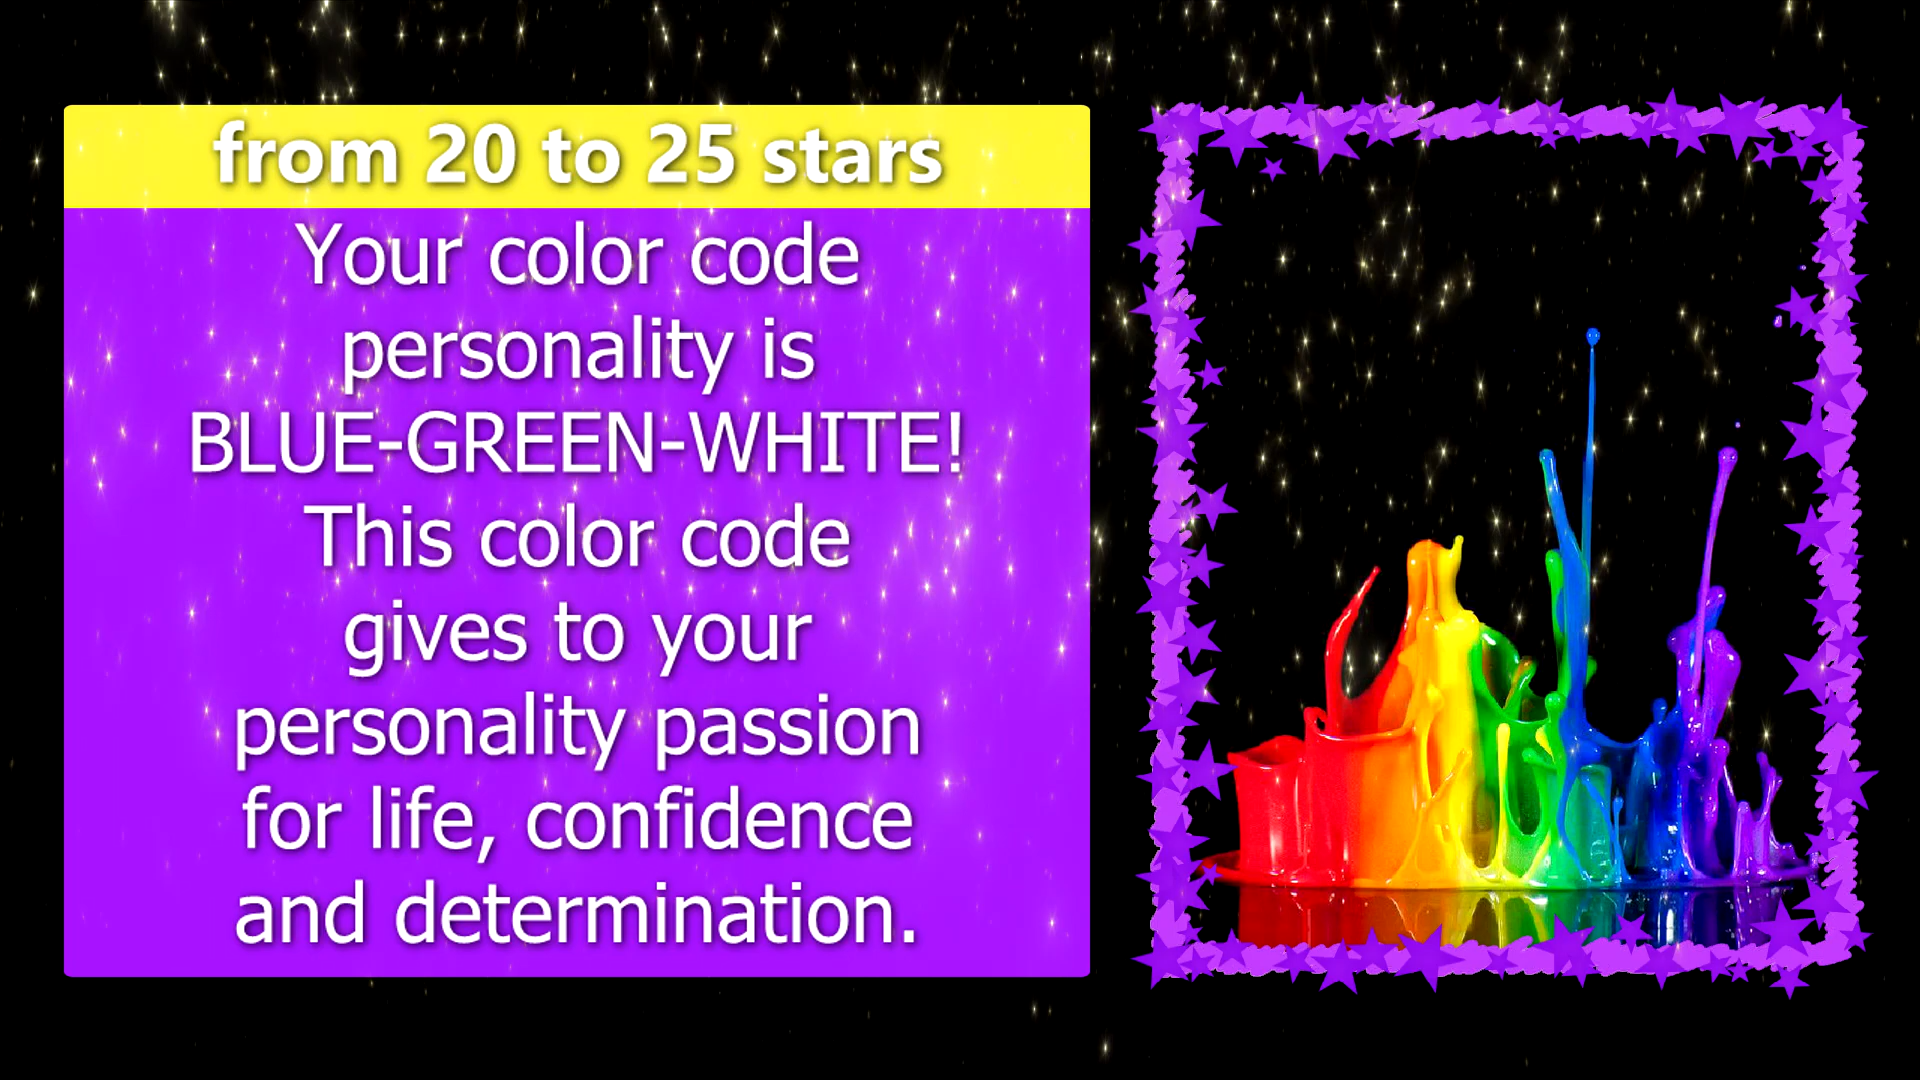 from 20 to 25 stars
Your color code
personality is
BLUE-GREEN-WHITE!
This color code
gives to your
personality passion
for life, confidence
and determination.